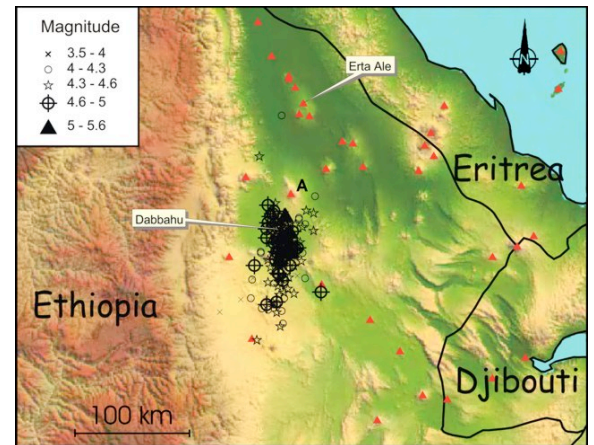 Magnitude
3.5 - 4
4 - 4.3
4.3 - 4.6
4.6 - 5
5 - 5.6
N
Erta Ale
Eritrea
A
Dabbahu
Ethiopia
Djibouti
100 km